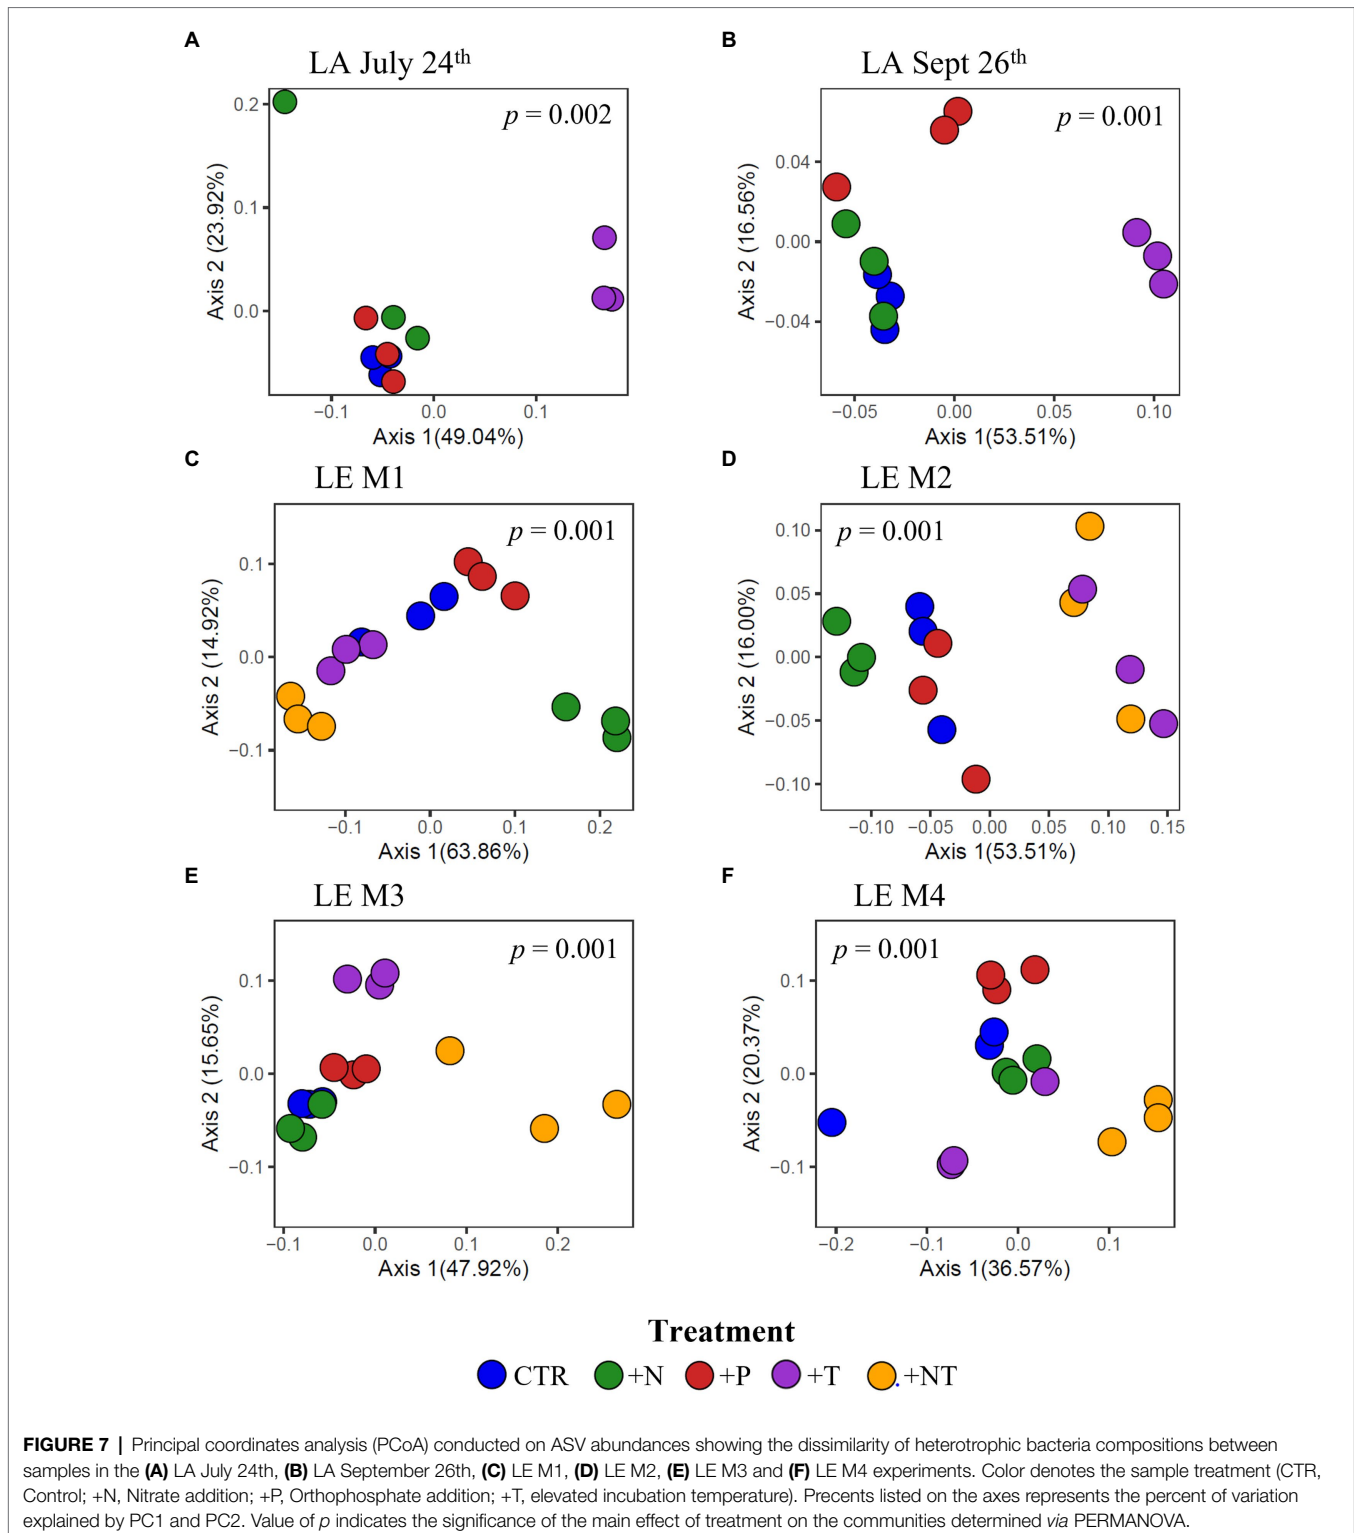 A
LA July 24th
p = 0.002
0.2
0.1
0.0
Axis 2 (23.92%)
−0.1 0.0 0.1
Axis 1(49.04%)
B
LA Sept 26th
p = 0.001
0.04
0.00
−0.04
Axis 2 (16.56%)
−0.05 0.00 0.05 0.10
Axis 1(53.51%)
C
LE M1
p = 0.001
0.1
0.0
−0.1
Axis 2 (14.92%)
−0.1 0.0 0.1 0.2
Axis 1(63.86%)
D
LE M2
p = 0.001
0.10
0.05
0.00
−0.05
−0.10
Axis 2 (16.00%)
−0.10 −0.05 0.00 0.05 0.10 0.15
Axis 1(53.51%)
E
LE M3
p = 0.001
0.1
0.0
−0.1
Axis 2 (15.65%)
−0.1 0.0 0.1 0.2
Axis 1(47.92%)
F
LE M4
p = 0.001
0.1
0.0
−0.1
Axis 2 (20.37%)
−0.2 −0.1 0.0 0.1
Axis 1(36.57%)
Treatment
CTR +N +P +T +NT
FIGURE 7 | Principal coordinates analysis (PCoA) conducted on ASV abundances showing the dissimilarity of heterotrophic bacteria compositions between
samples in the (A) LA July 24th, (B) LA September 26th, (C) LE M1, (D) LE M2, (E) LE M3 and (F) LE M4 experiments. Color denotes the sample treatment (CTR,
Control; +N, Nitrate addition; +P, Orthophosphate addition; +T, elevated incubation temperature). Precents listed on the axes represents the percent of variation
explained by PC1 and PC2. Value of p indicates the significance of the main effect of treatment on the communities determined via PERMANOVA.